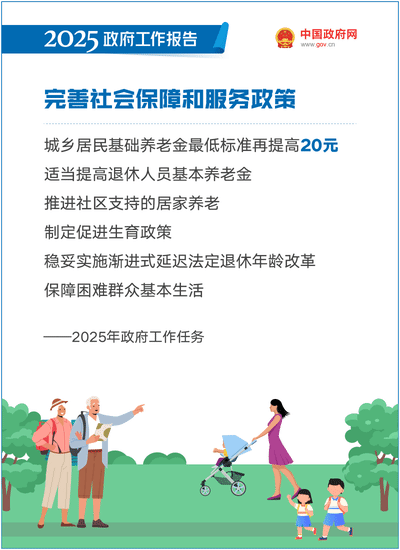 2025 政府工作报告
中国政府网
www.gov.cn
完善社会保障和服务政策
城乡居民基础养老金最低标准再提高20元
适当提高退休人员基本养老金
推进社区支持的居家养老
制定促进生育政策
稳妥实施渐进式延迟法定退休年龄改革
保障困难群众基本生活
——2025年政府工作任务